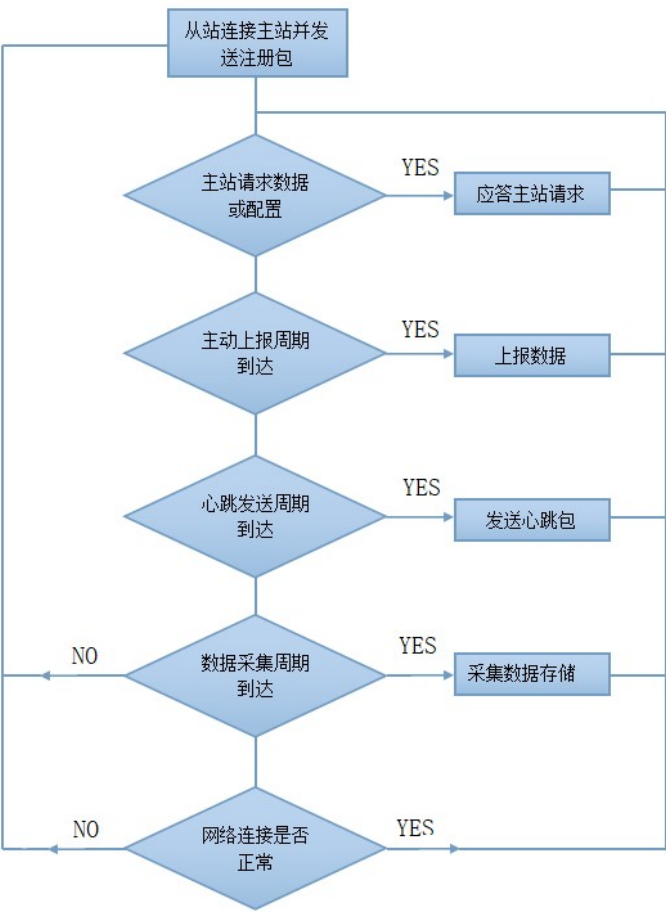 从站连接主站并发
送注册包
主站请求数据
或配置
YES
应答主站请求
主动上报周期
到达
YES
上报数据
心跳发送周期
到达
YES
发送心跳包
NO
数据采集周期
到达
YES
采集数据存储
NO
网络连接是否
正常
YES